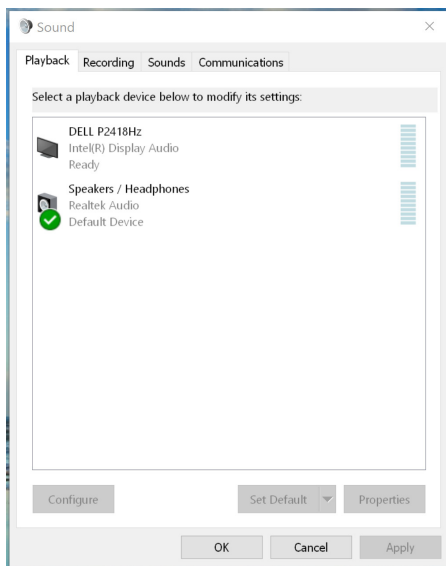 Sound
Playback Recording Sounds Communications
Select a playback device below to modify its settings:
DELL P2418Hz
Intel(R) Display Audio
Ready
Speakers / Headphones
Realtek Audio
Default Device
Configure Set Default Properties
OK Cancel Apply